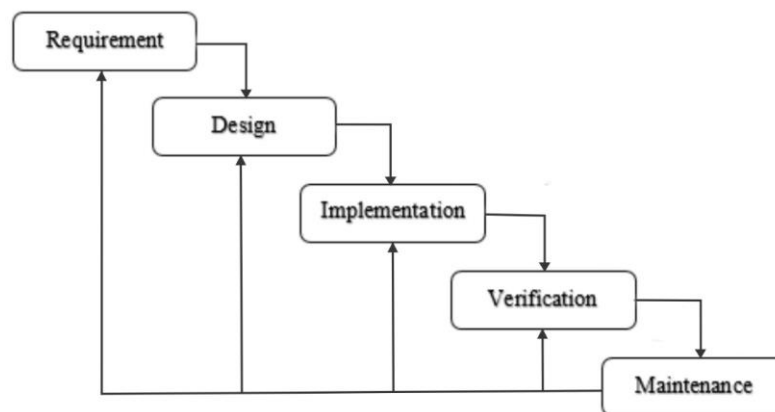 Requirement
Design
Implementation
Verification
Maintenance